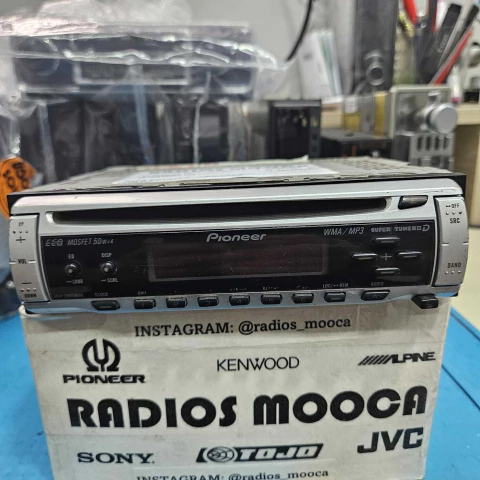 OFF
SRC
EEQ MOSFET 50W×4
Pioneer
WMA/MP3 SUPER TUNER III D
EQ DISP
VOL
BAND
INSTAGRAM: @radios_mooca
PIONEER
KENWOOD
ALPINE
RADIOS MOOCA
SONY.
TOJO
JVC
INSTAGRAM: @radios_mooca